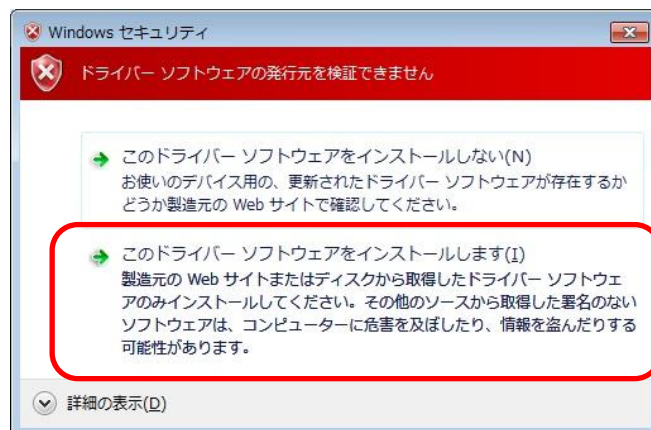 Windows セキュリティ
ドライバー ソフトウェアの発行元を検証できません
このドライバー ソフトウェアをインストールしない(N)
お使いのデバイス用の、更新されたドライバー ソフトウェアが存在するか
どうか製造元の Web サイトで確認してください。
このドライバー ソフトウェアをインストールします(I)
製造元の Web サイトまたはディスクから取得したドライバー ソフトウェ
アのみインストールしてください。その他のソースから取得した署名のない
ソフトウェアは、コンピューターに危害を及ぼしたり、情報を盗んだりする
可能性があります。
詳細の表示(D)